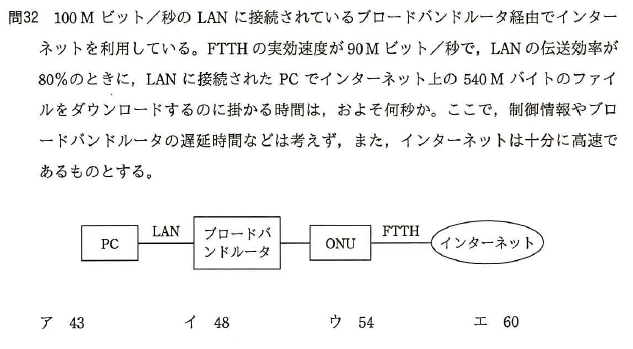 問32 100 M ビット／秒の LAN に接続されているブロードバンドルータ経由でインター
ネットを利用している。FTTH の実効速度が 90 M ビット／秒で，LAN の伝送効率が
80％のときに，LAN に接続された PC でインターネット上の 540 M バイトのファイ
ルをダウンロードするのに掛かる時間は，およそ何秒か。ここで，制御情報やブロ
ードバンドルータの遅延時間などは考えず，また，インターネットは十分に高速で
あるものとする。
PC
LAN
ブロードバ
ンドルータ
ONU
FTTH
インターネット
ア 43 イ 48 ウ 54 エ 60